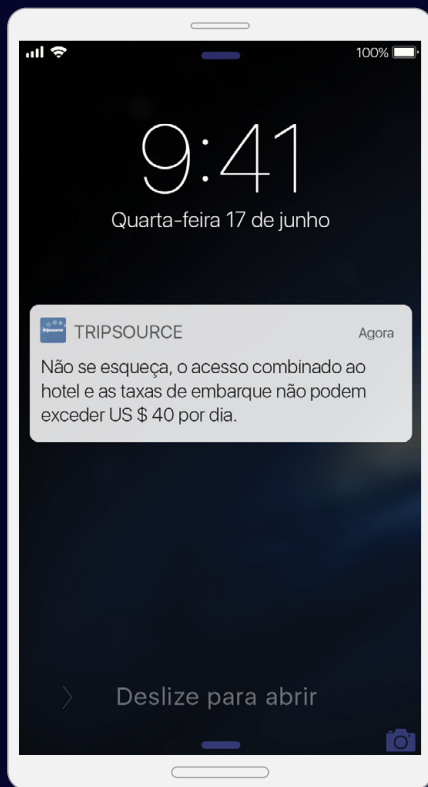 100%
9:41
Quarta-feira 17 de junho
TRIPSOURCE
Agora
Não se esqueça, o acesso combinado ao
hotel e as taxas de embarque não podem
exceder US $ 40 por dia.
Deslize para abrir